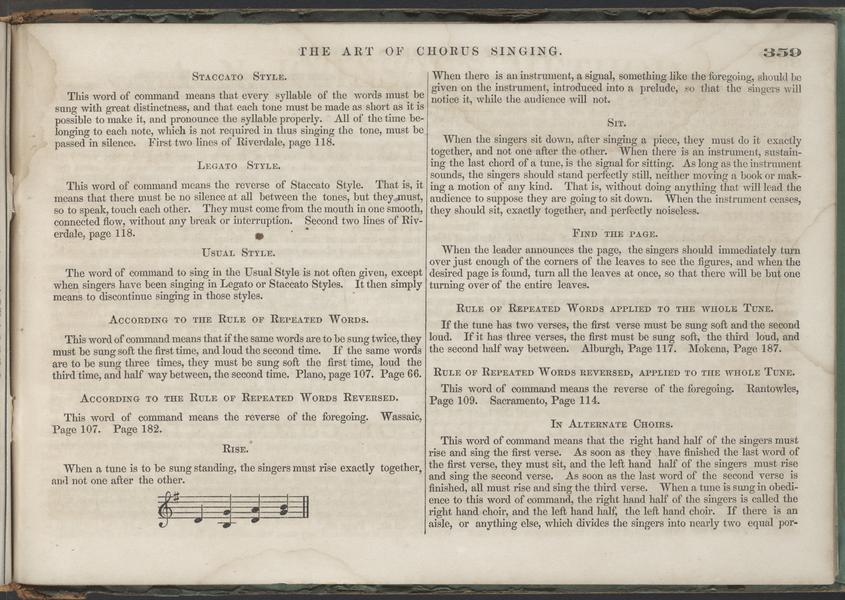 THE ART OF CHORUS SINGING.
359
STACCATO STYLE.
This word of command means that every syllable of the words must be
sung with great distinctness, and that each tone must be made as short as it is
possible to make it, and pronounce the syllable properly. All of the time be-
longing to each note, which is not required in thus singing the tone, must be
passed in silence. First two lines of Riverdale, page 118.
LEGATO STYLE.
This word of command means the reverse of Staccato Style. That is, it
means that there must be no silence at all between the tones, but they must,
so to speak, touch each other. They must come from the mouth in one smooth,
connected flow, without any break or interruption. Second two lines of Riv-
erdale, page 118.
USUAL STYLE.
The word of command to sing in the Usual Style is not often given, except
when singers have been singing in Legato or Staccato Styles. It then simply
means to discontinue singing in those styles.
ACCORDING TO THE RULE OF REPEATED WORDS.
This word of command means that if the same words are to be sung twice, they
must be sung soft the first time, and loud the second time. If the same words
are to be sung three times, they must be sung soft the first time, loud the
third time, and half way between, the second time. Plano, page 107. Page 66.
ACCORDING TO THE RULE OF REPEATED WORDS REVERSED.
This word of command means the reverse of the foregoing. Wassaic,
Page 107. Page 182.
RISE.
When a tune is to be sung standing, the singers must rise exactly together,
and not one after the other.
When there is an instrument, a signal, something like the foregoing, should be
given on the instrument, introduced into a prelude, so that the singers will
notice it, while the audience will not.
SIT.
When the singers sit down, after singing a piece, they must do it exactly
together, and not one after the other. When there is an instrument, sustain-
ing the last chord of a tune, is the signal for sitting. As long as the instrument
sounds, the singers should stand perfectly still, neither moving a book or mak-
ing a motion of any kind. That is, without doing anything that will lead the
audience to suppose they are going to sit down. When the instrument ceases,
they should sit, exactly together, and perfectly noiseless.
FIND THE PAGE.
When the leader announces the page, the singers should immediately turn
over just enough of the corners of the leaves to see the figures, and when the
desired page is found, turn all the leaves at once, so that there will be but one
turning over of the entire leaves.
RULE OF REPEATED WORDS APPLIED TO THE WHOLE TUNE.
If the tune has two verses, the first verse must be sung soft and the second
loud. If it has three verses, the first must be sung soft, the third loud, and
the second half way between. Alburgh, Page 117. Mokena, Page 187.
RULE OF REPEATED WORDS REVERSED, APPLIED TO THE WHOLE TUNE.
This word of command means the reverse of the foregoing. Rantowles,
Page 109. Sacramento, Page 114.
IN ALTERNATE CHOIRS.
This word of command means that the right hand half of the singers must
rise and sing the first verse. As soon as they have finished the last word of
the first verse, they must sit, and the left hand half of the singers must rise
and sing the second verse. As soon as the last word of the second verse is
finished, all must rise and sing the third verse. When a tune is sung in obedi-
ence to this word of command, the right hand half of the singers is called the
right hand choir, and the left hand half, the left hand choir. If there is an
aisle, or anything else, which divides the singers into nearly two equal por-